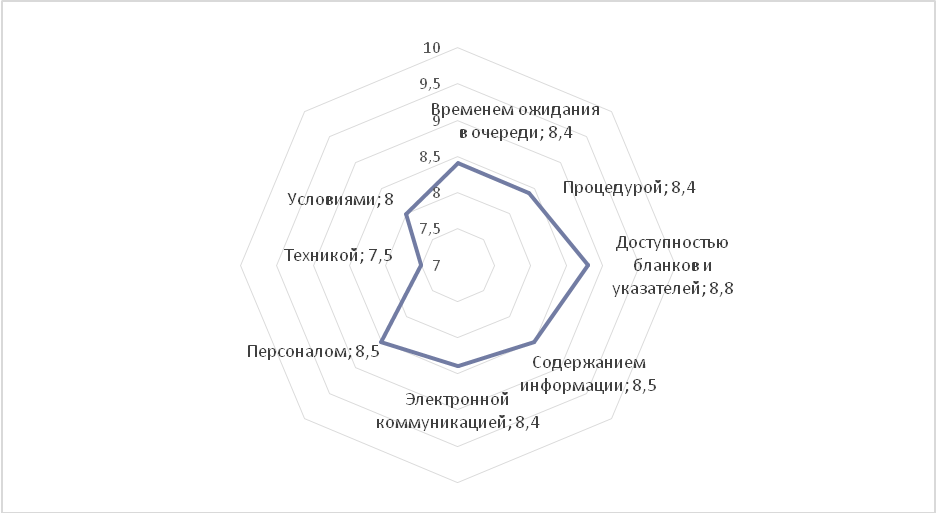 10
9,5
Временем ожидания
9
в очереди; 8,4
8,5
Процедурой; 8,4
8
Условиями; 8
7,5
Доступностью
бланков и
указателей; 8,8
Техникой; 7,5
7
Персоналом; 8,5
Содержанием
информации; 8,5
Электронной
коммуникацией; 8,4